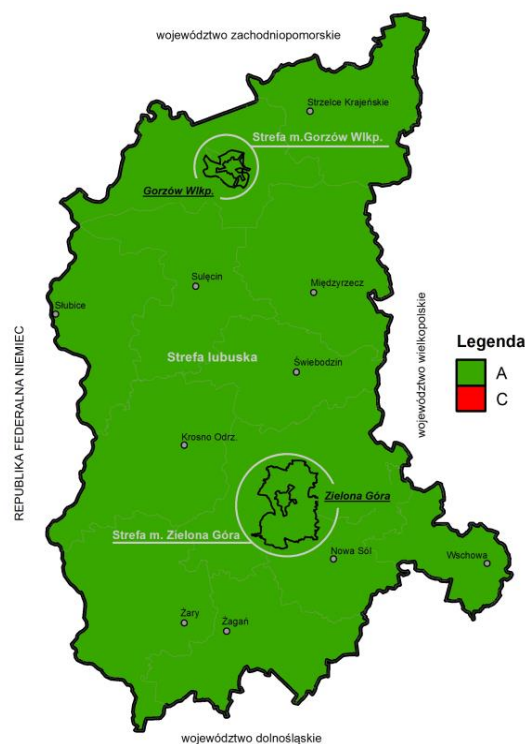 województwo zachodniopomorskie
Strzelce Krajeńskie
Strefa m.Gorzów Wlkp.
Gorzów Wlkp.
Sulęcin
Międzyrzecz
Słubice
REPUBLIKA FEDERALNA NIEMIEC
województwo wielkopolskie
Legenda
A
C
Strefa lubuska
Świebodzin
Krosno Odrz.
Zielona Góra
Strefa m. Zielona Góra
Nowa Sól
Wschowa
Żary
Żagań
województwo dolnośląskie